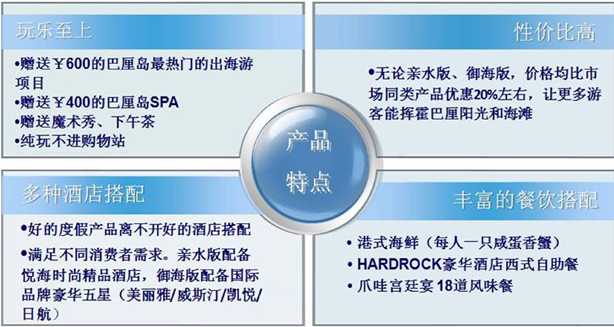 玩乐至上
•赠送￥600的巴厘岛最热门的出海游
项目
•赠送￥400的巴厘岛SPA
•赠送魔术秀、下午茶
•纯玩不进购物站
性价比高
•无论亲水版、御海版，价格均比市
场同类产品优惠20%左右，让更多游
客能挥霍巴厘阳光和海滩
产品
特点
多种酒店搭配
•好的度假产品离不开好的酒店搭配
•满足不同消费者需求。亲水版配备
悦海时尚精品酒店，御海版配备国际
品牌豪华五星（美丽雅/威斯汀/凯悦/
日航）
丰富的餐饮搭配
• 港式海鲜（每人一只咸蛋香蟹）
• HARDROCK豪华酒店西式自助餐
• 爪哇宫廷宴 18道风味餐